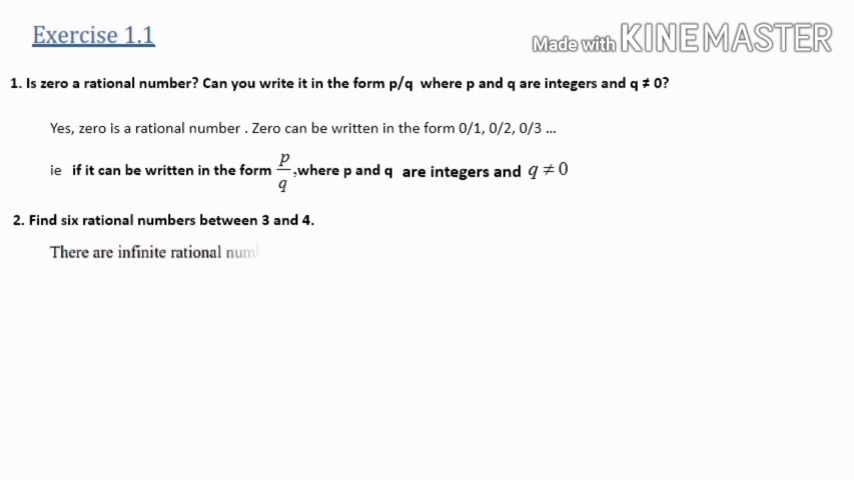 Exercise 1.1
Made with KINEMASTER
1. Is zero a rational number? Can you write it in the form p/q where p and q are integers and q ≠ 0?
Yes, zero is a rational number . Zero can be written in the form 0/1, 0/2, 0/3 ...
ie if it can be written in the form p/q ,where p and q are integers and q ≠ 0
2. Find six rational numbers between 3 and 4.
There are infinite rational